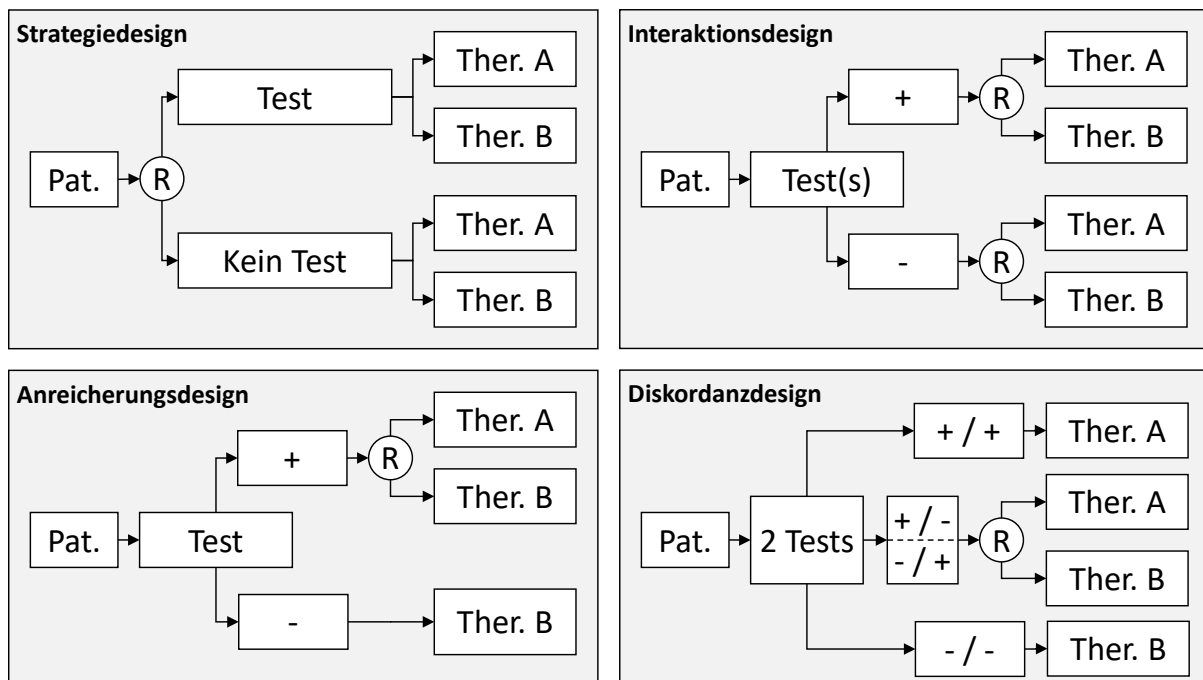 Strategiedesign
Pat.
R
Test
Ther. A
Ther. B
Kein Test
Ther. A
Ther. B
Interaktionsdesign
Pat.
Test(s)
+
R
Ther. A
Ther. B
-
R
Ther. A
Ther. B
Anreicherungsdesign
Pat.
Test
+
R
Ther. A
Ther. B
-
Ther. B
Diskordanzdesign
Pat.
2 Tests
+ / +
Ther. A
+ / -
- / +
R
Ther. A
Ther. B
- / -
Ther. B